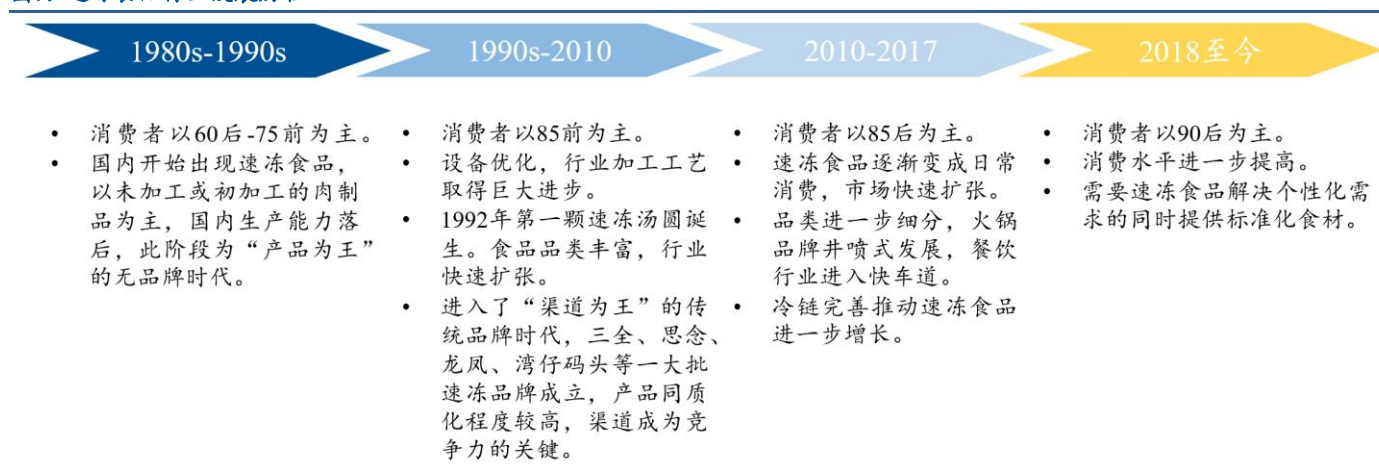 1980s-1990s
1990s-2010
2010-2017
2018至今
• 消费者以60后-75前为主。
• 国内开始出现速冻食品，
以未加工或初加工的肉制
品为主，国内生产能力落
后，此阶段为“产品为王”
的无品牌时代。
• 消费者以85前为主。
• 设备优化，行业加工工艺
取得巨大进步。
• 1992年第一颗速冻汤圆诞
生。食品品类丰富，行业
快速扩张。
• 进入了“渠道为王”的传
统品牌时代，三全、思念、
龙凤、湾仔码头等一大批
速冻品牌成立，产品同质
化程度较高，渠道成为竞
争力的关键。
• 消费者以85后为主。
• 速冻食品逐渐变成日常
消费，市场快速扩张。
• 品类进一步细分，火锅
品牌井喷式发展，餐饮
行业进入快车道。
• 冷链完善推动速冻食品
进一步增长。
• 消费者以90后为主。
• 消费水平进一步提高。
• 需要速冻食品解决个性化需
求的同时提供标准化食材。